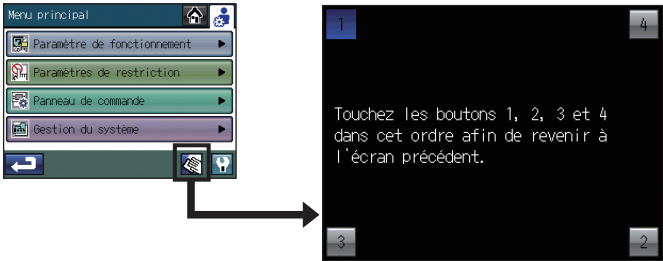 Menu principal
Paramètre de fonctionnement
Paramètres de restriction
Panneau de commande
Gestion du système
1
4
Touchez les boutons 1, 2, 3 et 4
dans cet ordre afin de revenir à
l'écran précédent.
3
2